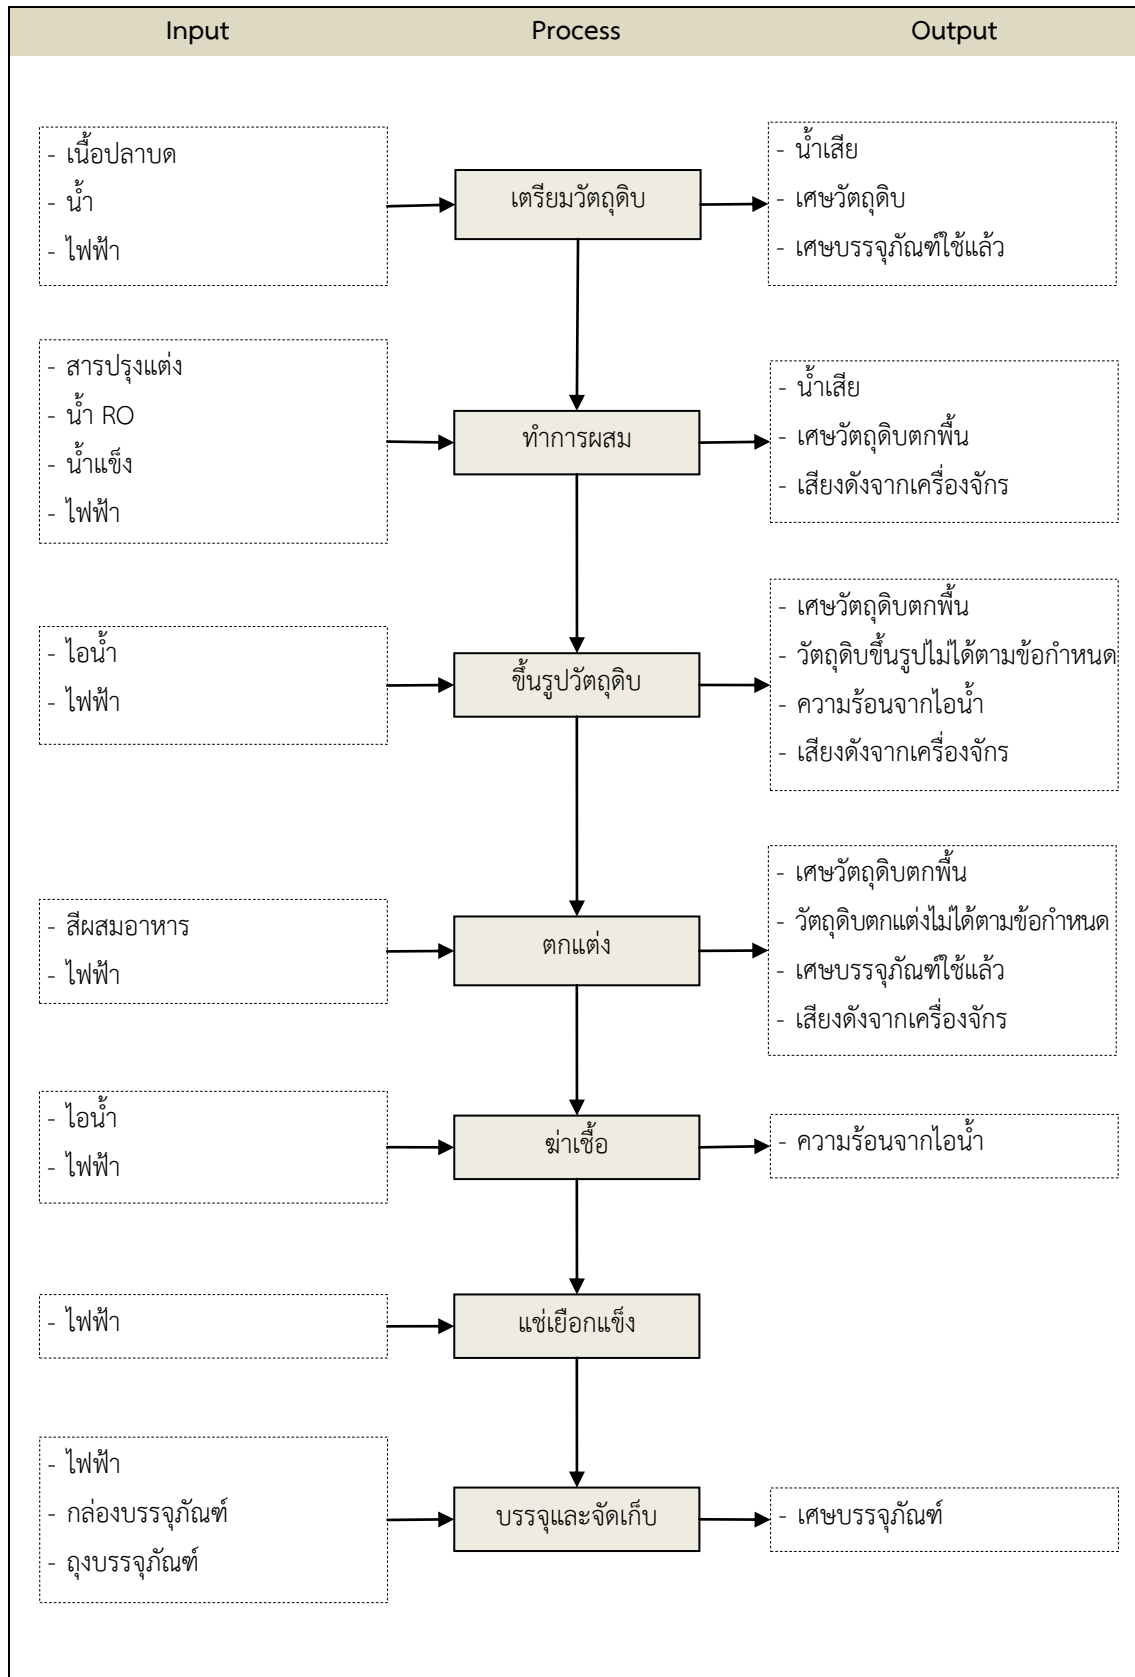 Input
Process
Output
- เนื้อปลาบด
- น้ำ
- ไฟฟ้า
เตรียมวัตถุดิบ
- น้ำเสีย
- เศษวัตถุดิบ
- เศษบรรจุภัณฑ์ใช้แล้ว
- สารปรุงแต่ง
- น้ำ RO
- น้ำแข็ง
- ไฟฟ้า
ทำการผสม
- น้ำเสีย
- เศษวัตถุดิบตกพื้น
- เสียงดังจากเครื่องจักร
- ไอน้ำ
- ไฟฟ้า
ขึ้นรูปวัตถุดิบ
- เศษวัตถุดิบตกพื้น
- วัตถุดิบขึ้นรูปไม่ได้ตามข้อกำหนด
- ความร้อนจากไอน้ำ
- เสียงดังจากเครื่องจักร
- สีผสมอาหาร
- ไฟฟ้า
ตกแต่ง
- เศษวัตถุดิบตกพื้น
- วัตถุดิบตกแต่งไม่ได้ตามข้อกำหนด
- เศษบรรจุภัณฑ์ใช้แล้ว
- เสียงดังจากเครื่องจักร
- ไอน้ำ
- ไฟฟ้า
ฆ่าเชื้อ
- ความร้อนจากไอน้ำ
- ไฟฟ้า
แช่เยือกแข็ง
- ไฟฟ้า
- กล่องบรรจุภัณฑ์
- ถุงบรรจุภัณฑ์
บรรจุและจัดเก็บ
- เศษบรรจุภัณฑ์